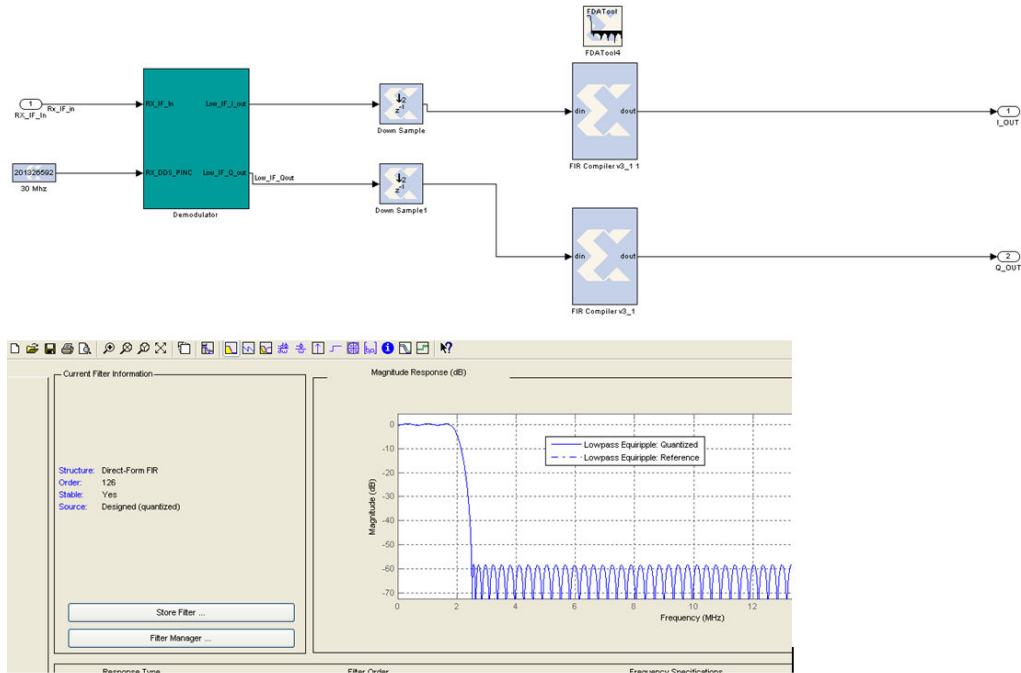 FDATool
FDATool4
1
RX_IF_In
Rx_IF_in
RX_IF_In
Low_IF_I_out
↓2
z-1
Down Sample
din
dout
FIR Compiler v3_1 1
1
I_OUT
201326592
30 Mhz
RX_DDS_PINC
Low_IF_Q_out
Low_IF_Qout
Demodulator
↓2
z-1
Down Sample1
din
dout
FIR Compiler v3_1
2
Q_OUT
Current Filter Information
Structure: Direct-Form FIR
Order: 126
Stable: Yes
Source: Designed (quantized)
Store Filter ...
Filter Manager ...
Magnitude Response (dB)
Magnitude (dB)
0
-10
-20
-30
-40
-50
-60
-70
Lowpass Equiripple: Quantized
Lowpass Equiripple: Reference
0 2 4 6 8 10 12
Frequency (MHz)
Response Type
Filter Order
Frequency Specifications